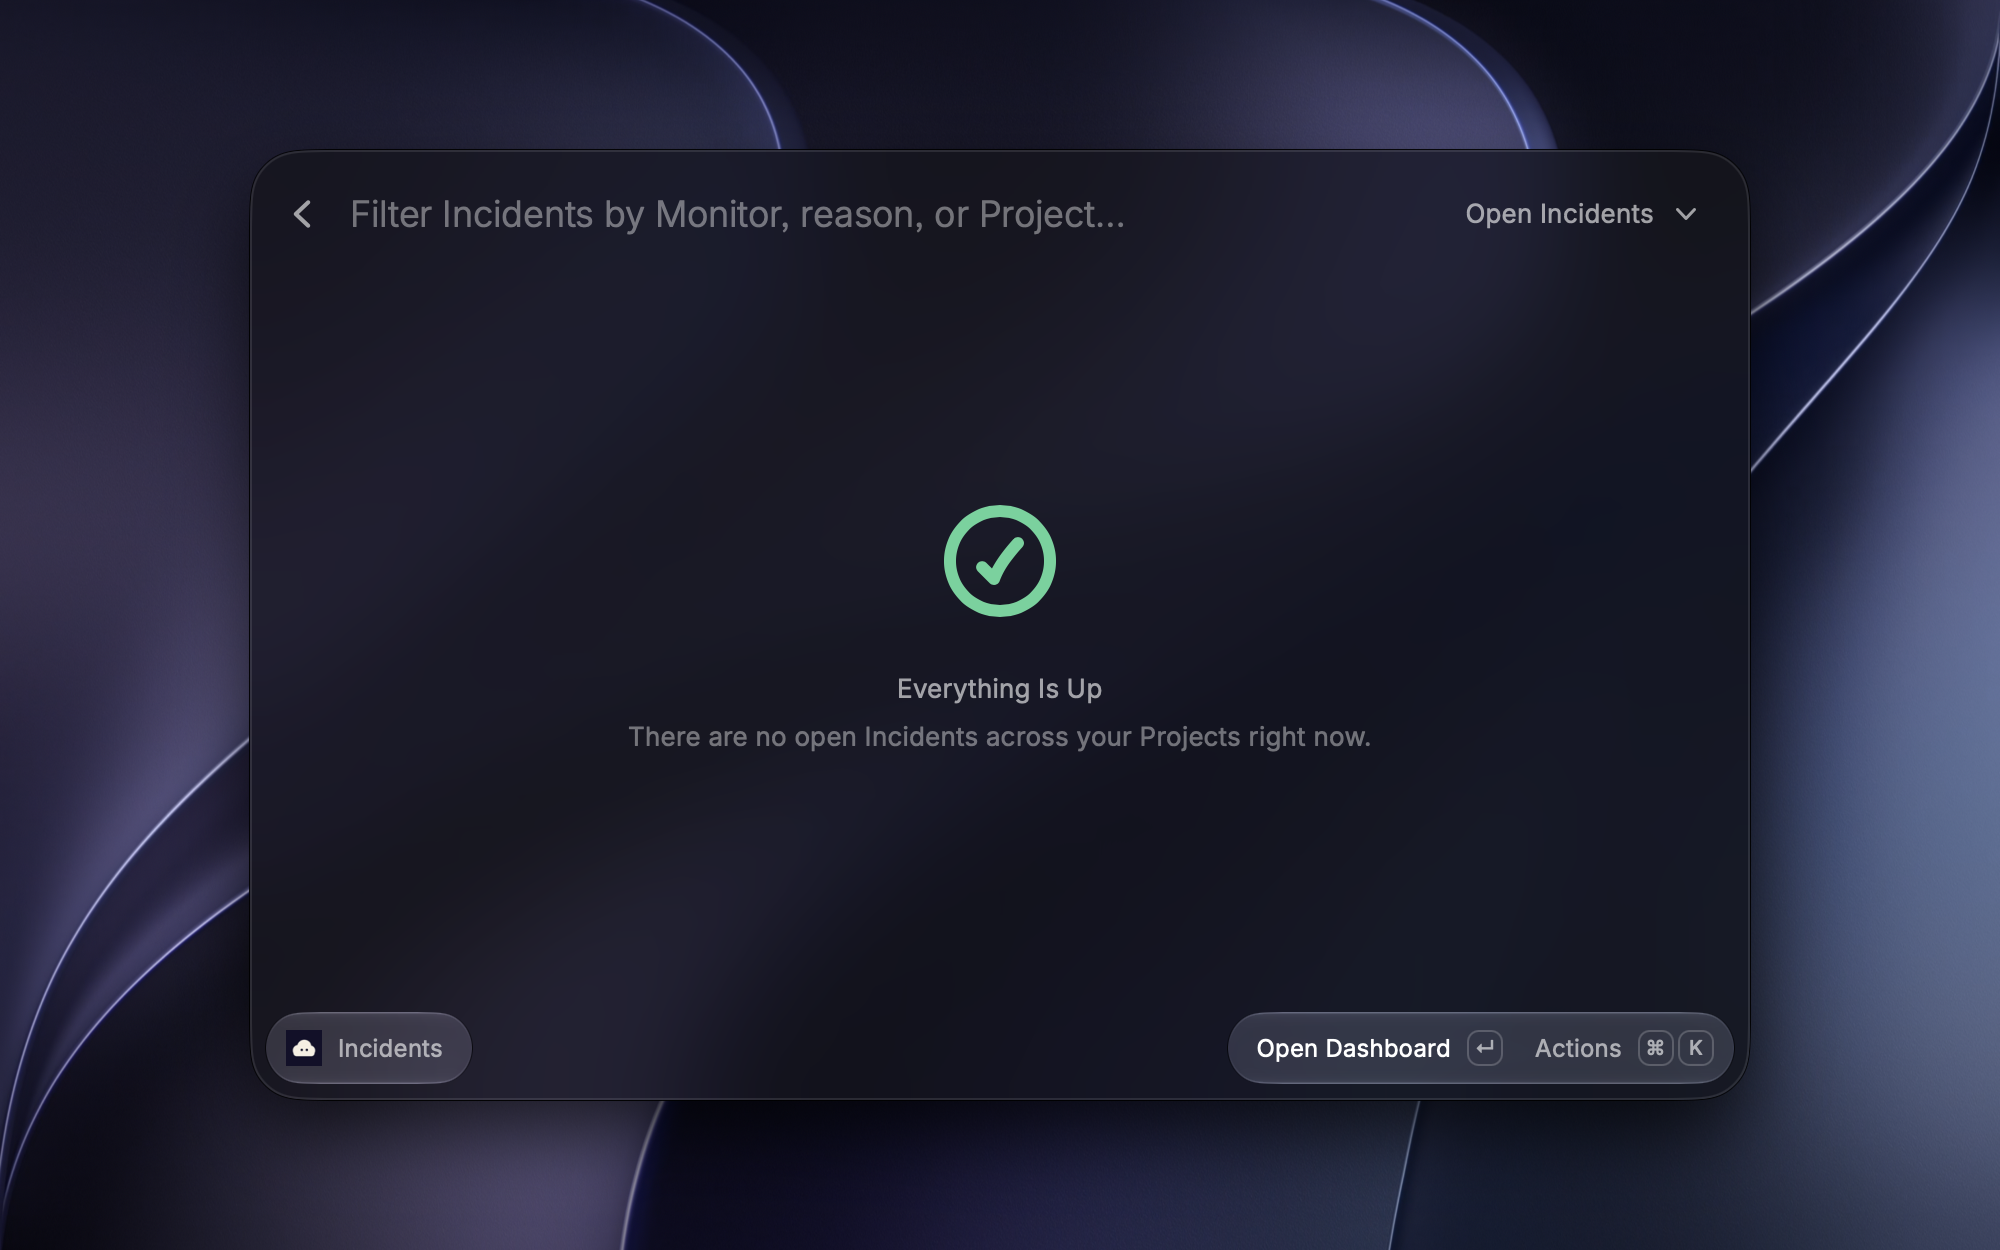 Filter Incidents by Monitor, reason, or Project...
Open Incidents
Everything Is Up
There are no open Incidents across your Projects right now.
Incidents
Open Dashboard
Actions ⌘ K